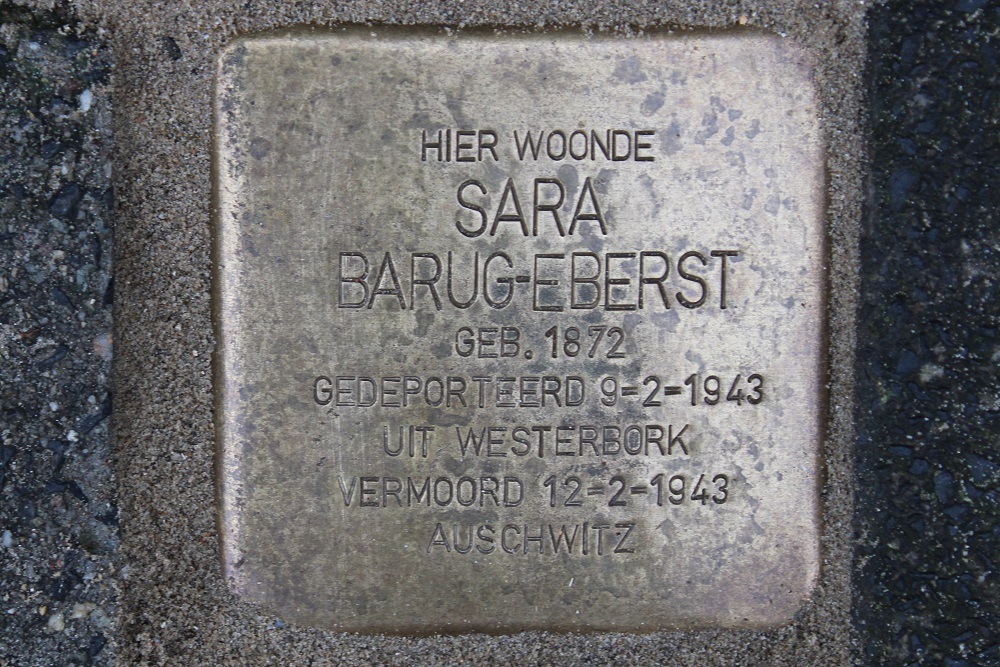 HIER WOONDE
SARA
BARUG-EBERST
GEB. 1872
GEDEPORTEERD 9-2-1943
UIT WESTERBORK
VERMOORD 12-2-1943
AUSCHWITZ